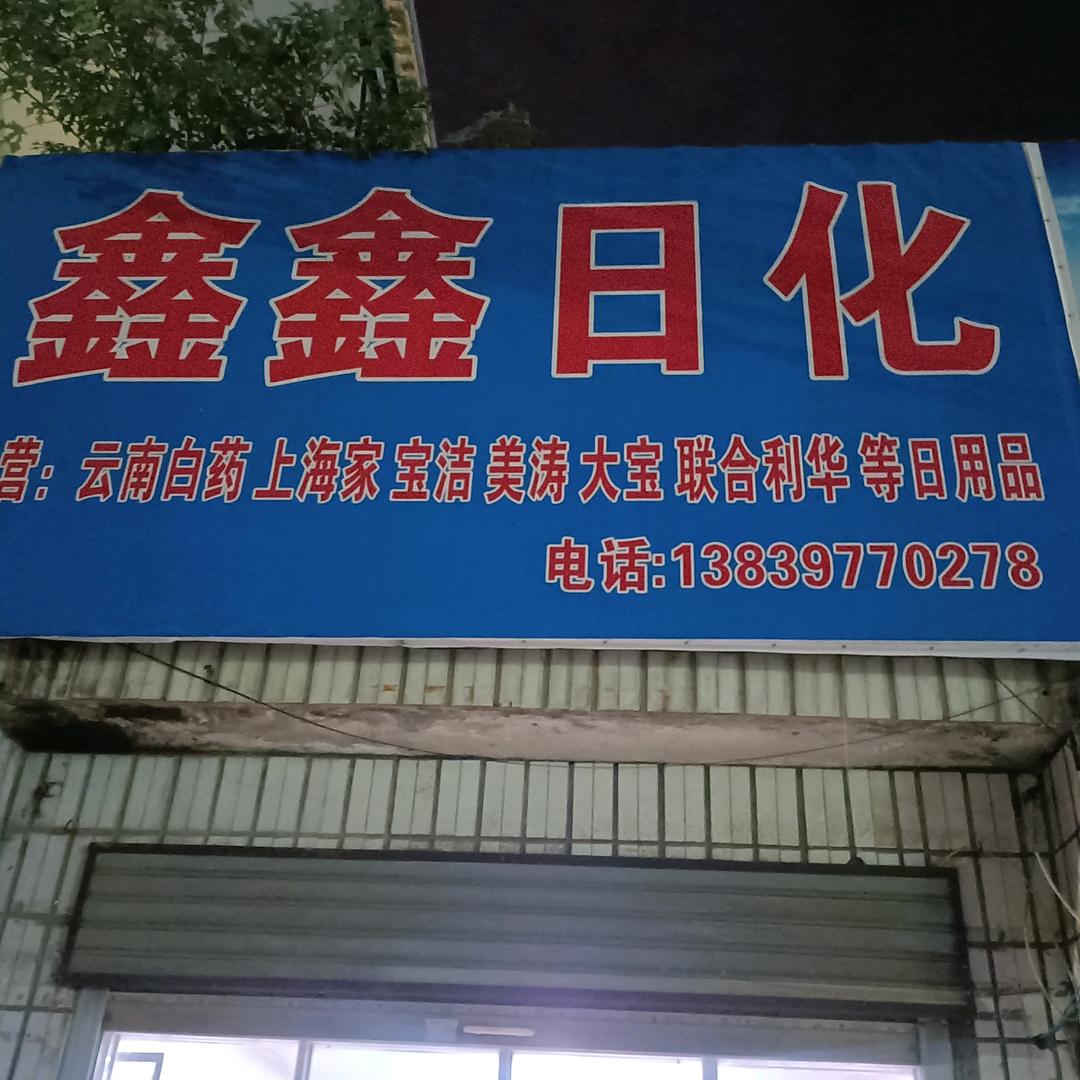 鑫鑫日化
营：云南白药 上海家 宝洁 美涛 大宝 联合利华 等日用品
电话:13839770278